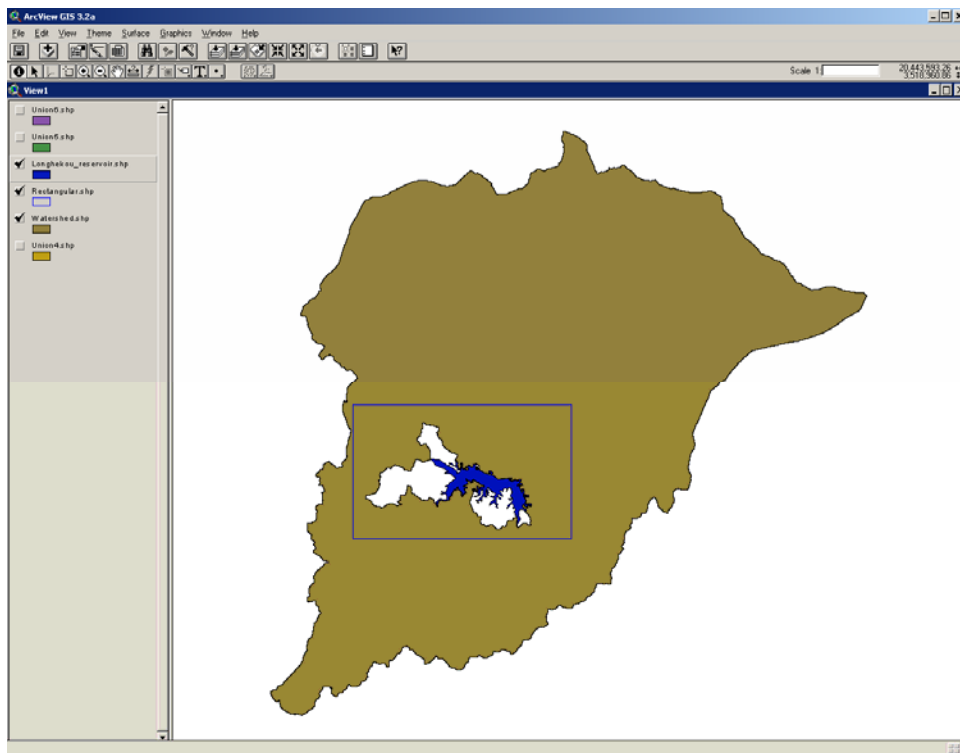 ArcView GIS 3.2a
File Edit View Theme Surface Graphics Window Help
Scale 1:
20,443,593.26
3,518,960.86
View1
Union6.shp
Union5.shp
Longhekou_reservoir.shp
Rectangular.shp
Watershed.shp
Union4.shp